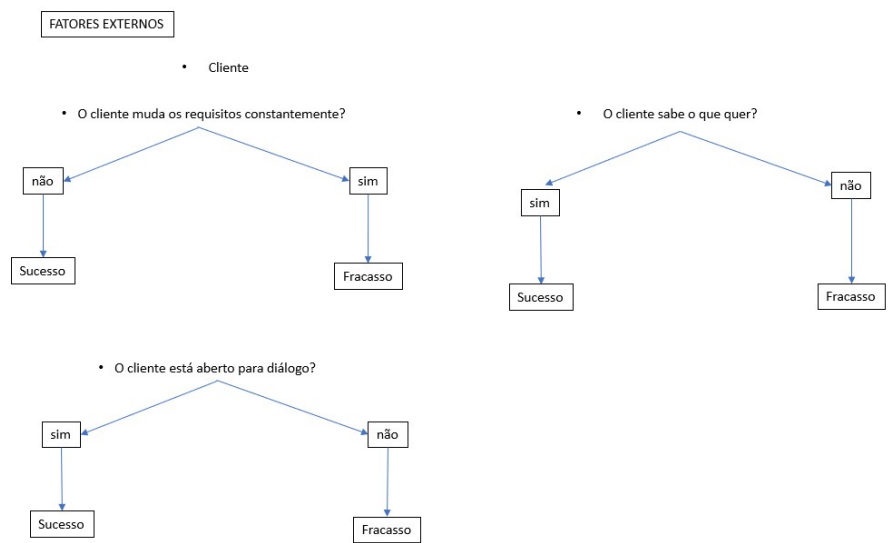 FATORES EXTERNOS
• Cliente
• O cliente muda os requisitos constantemente?
não
sim
Sucesso
Fracasso
• O cliente sabe o que quer?
sim
não
Sucesso
Fracasso
• O cliente está aberto para diálogo?
sim
não
Sucesso
Fracasso